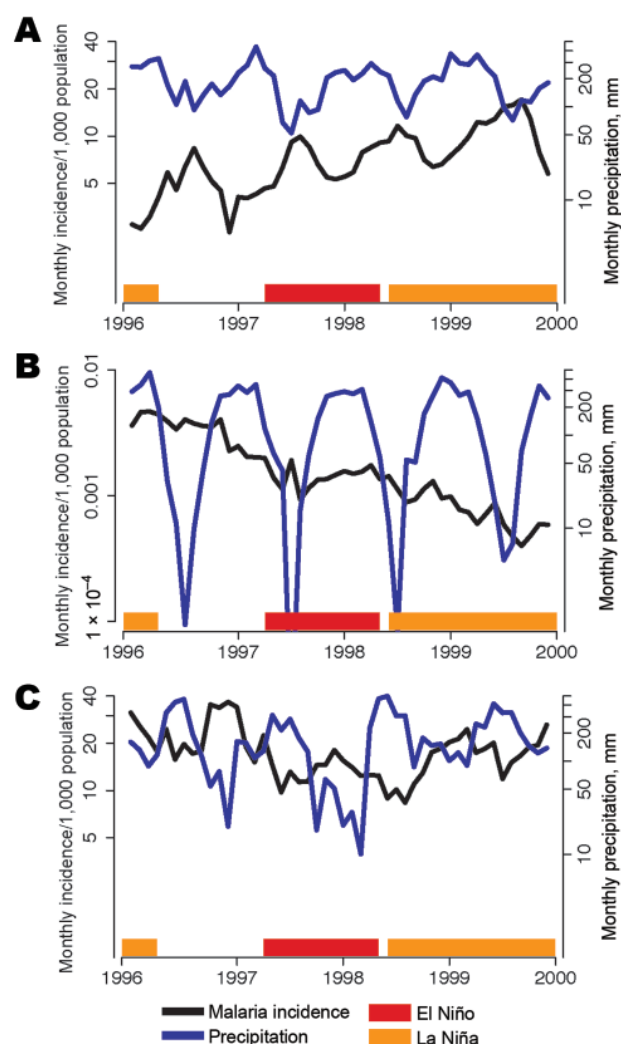 A
Monthly incidence/1,000 population
40
20
10
5
200
50
10
Monthly precipitation, mm
1996
1997
1998
1999
2000
B
Monthly incidence/1,000 population
0.01
0.001
1 × 10⁻⁴
200
50
10
Monthly precipitation, mm
1996
1997
1998
1999
2000
C
Monthly incidence/1,000 population
40
20
10
5
200
50
10
Monthly precipitation, mm
1996
1997
1998
1999
2000
Malaria incidence
El Niño
Precipitation
La Niña